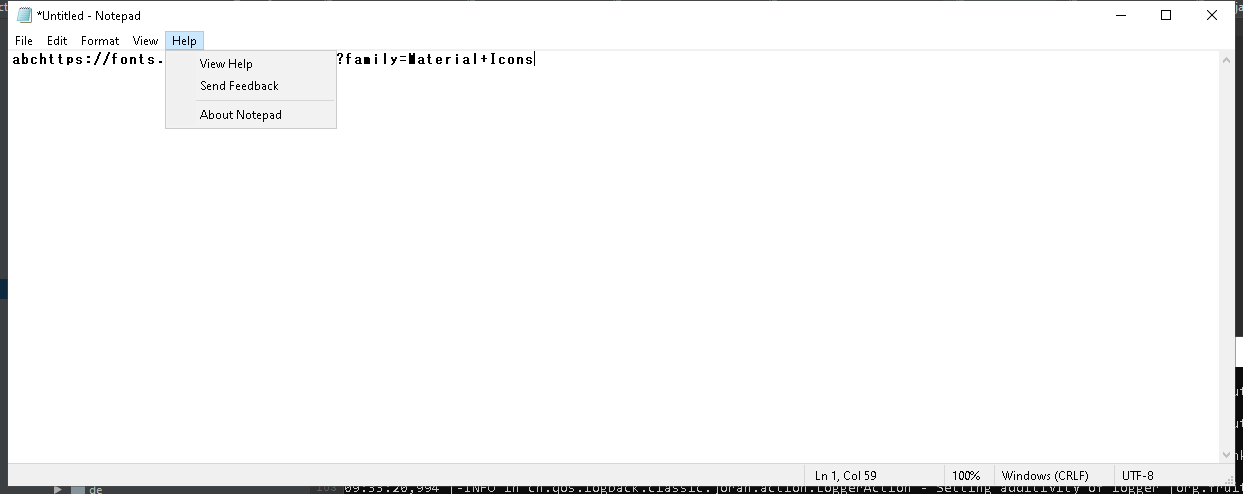 *Untitled - Notepad
File Edit Format View Help
abchttps://fonts. ?family=Material+Icons
View Help
Send Feedback
About Notepad
Ln 1, Col 59 100% Windows (CRLF) UTF-8
de
09:33:20,994 |-INFO in ch.qos.logback.classic.joran.action.LoggerAction - Setting additivity of logger